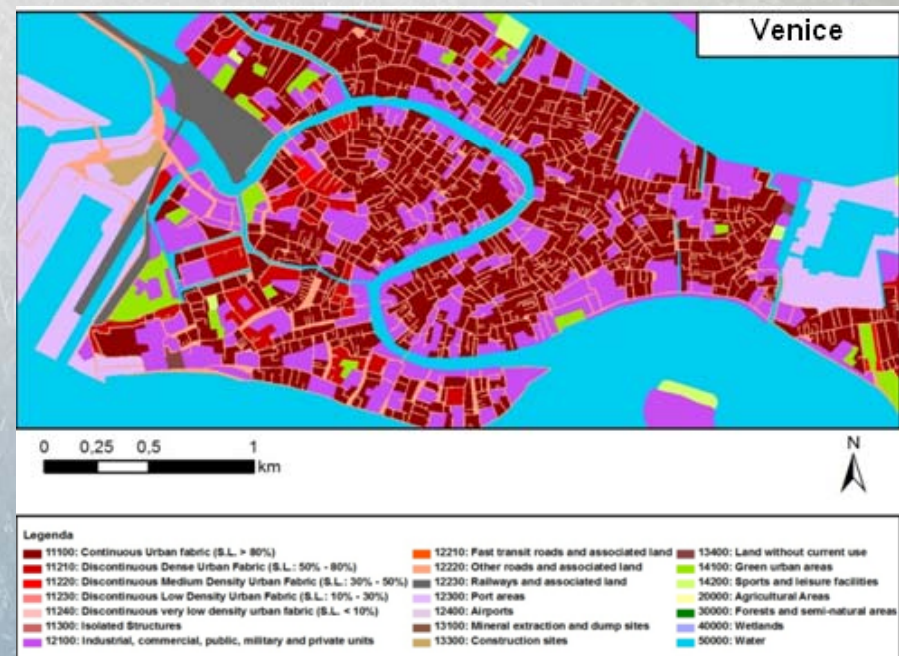 Venice
0 0,25 0,5 1
km
N
Legenda
11100: Continuous Urban fabric (S.L. > 80%)
11210: Discontinuous Dense Urban Fabric (S.L.: 50% - 80%)
11220: Discontinuous Medium Density Urban Fabric (S.L.: 30% - 50%)
11230: Discontinuous Low Density Urban Fabric (S.L.: 10% - 30%)
11240: Discontinuous very low density urban fabric (S.L. < 10%)
11300: Isolated Structures
12100: Industrial, commercial, public, military and private units
12210: Fast transit roads and associated land
12220: Other roads and associated land
12230: Railways and associated land
12300: Port areas
12400: Airports
13100: Mineral extraction and dump sites
13300: Construction sites
13400: Land without current use
14100: Green urban areas
14200: Sports and leisure facilities
20000: Agricultural Areas
30000: Forests and semi-natural areas
40000: Wetlands
50000: Water